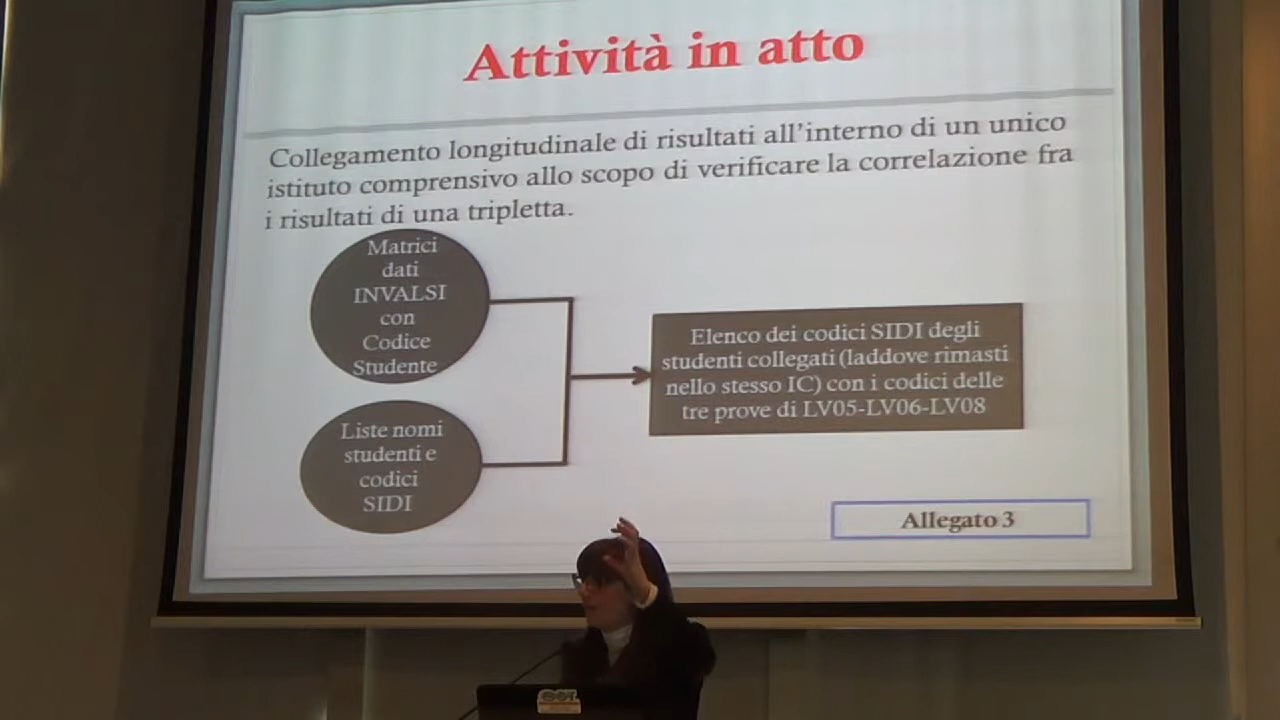 Attività in atto
Collegamento longitudinale di risultati all'interno di un unico
istituto comprensivo allo scopo di verificare la correlazione fra
i risultati di una tripletta.
Matrici
dati
INVALSI
con
Codice
Studente
Liste nomi
studenti e
codici
SIDI
Elenco dei codici SIDI degli
studenti collegati (laddove rimasti
nello stesso IC) con i codici delle
tre prove di LV05-LV06-LV08
Allegato 3